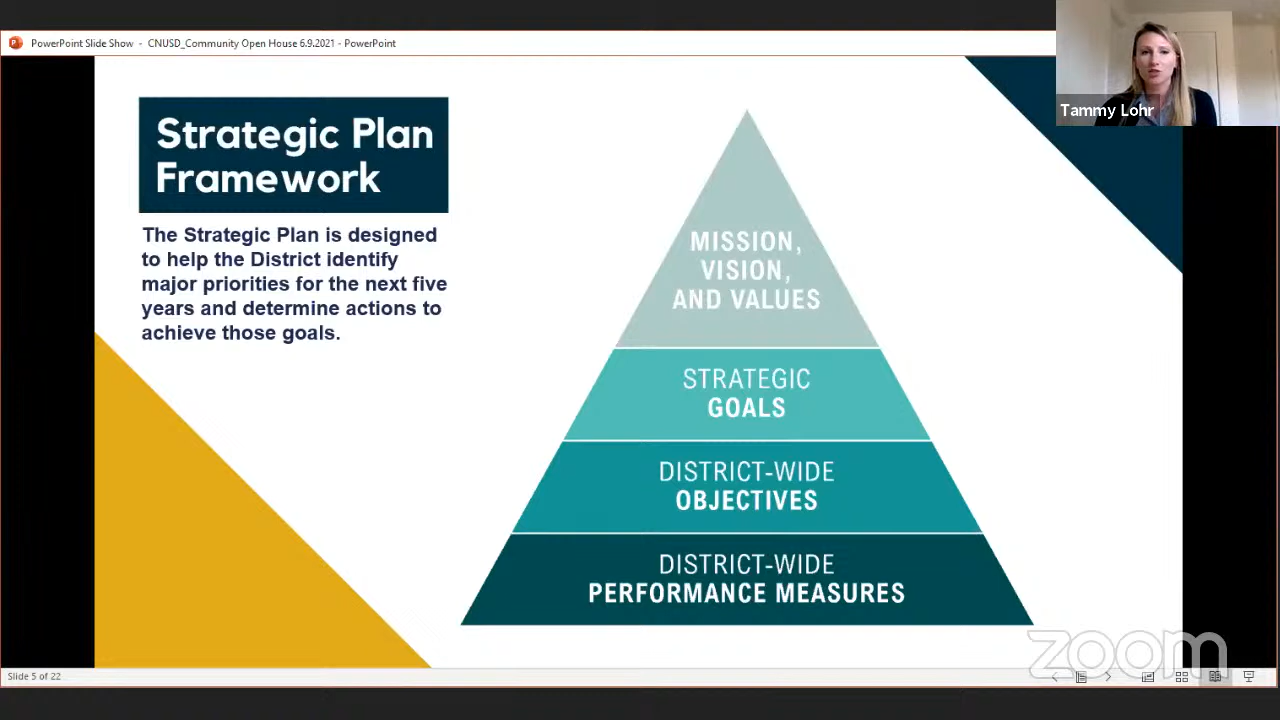 PowerPoint Slide Show - CNUSD_Community Open House 6.9.2021 - PowerPoint
Tammy Lohr
Strategic Plan
Framework
The Strategic Plan is designed
to help the District identify
major priorities for the next five
years and determine actions to
achieve those goals.
MISSION,
VISION,
AND VALUES
STRATEGIC
GOALS
DISTRICT-WIDE
OBJECTIVES
DISTRICT-WIDE
PERFORMANCE MEASURES
zoom
Slide 5 of 22